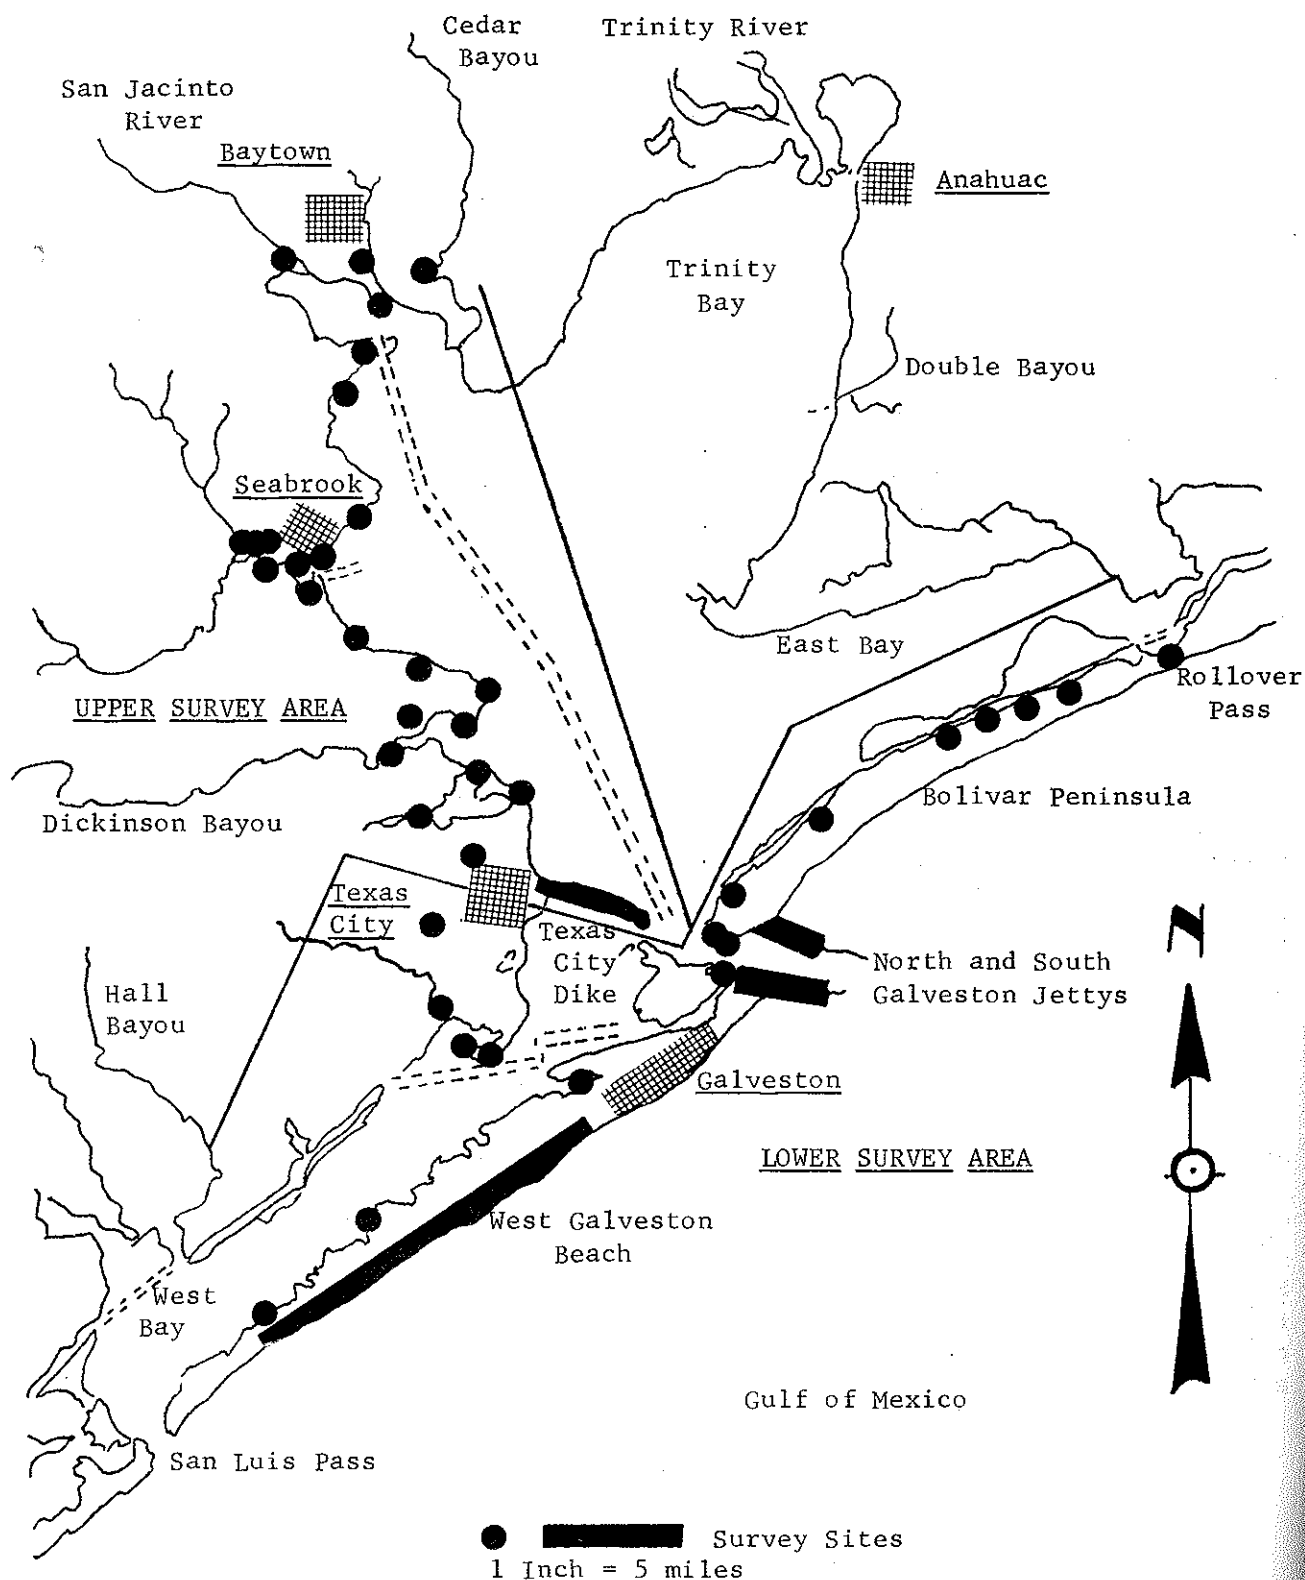 Cedar
Bayou
Trinity River
San Jacinto
River
Baytown
Anahuac
Trinity
Bay
Double Bayou
Seabrook
East Bay
Rollover
Pass
UPPER SURVEY AREA
Bolivar Peninsula
Dickinson Bayou
Texas
City
Texas
City
Dike
N
North and South
Galveston Jettys
Hall
Bayou
Galveston
LOWER SURVEY AREA
West Galveston
Beach
West
Bay
Gulf of Mexico
San Luis Pass
Survey Sites
1 Inch = 5 miles